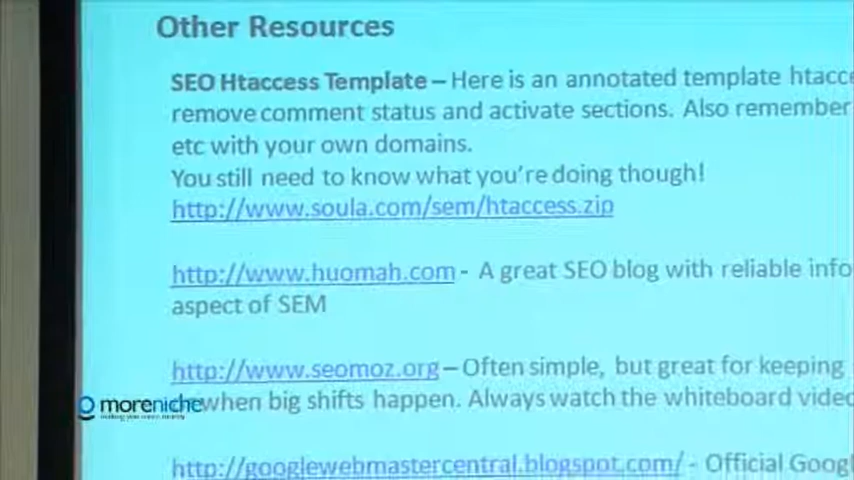 Other Resources
SEO Htaccess Template – Here is an annotated template
remove comment status and activate sections. Also remember
etc with your own domains.
You still need to know what you're doing though!
http://www.soula.com/sem/htaccess.zip
http://www.huomah.com - A great SEO blog with reliable
aspect of SEM
http://www.seomoz.org – Often simple, but great for keeping
moreniche when big shifts happen. Always watch the whiteboard
making you more money
http://googlewebmastercentral.blogspot.com/ - Official